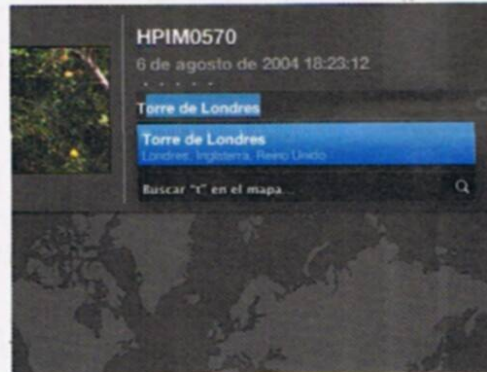 HPIM0570
6 de agosto de 2004 18:23:12
Torre de Londres
Torre de Londres
Londres, Inglaterra, Reino Unido
Buscar "t" en el mapa...